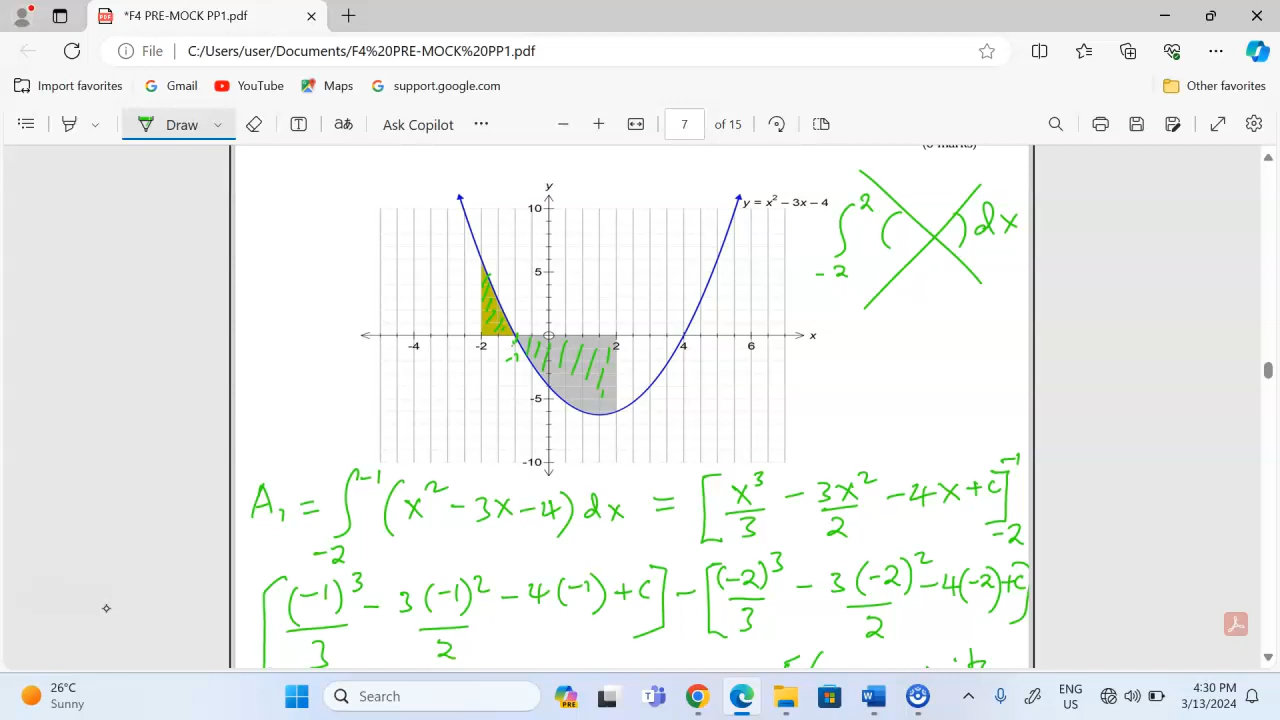 *F4 PRE-MOCK PP1.pdf
File C:/Users/user/Documents/F4%20PRE-MOCK%20PP1.pdf
Import favorites Gmail YouTube Maps support.google.com Other favorites
Draw aあ Ask Copilot 7 of 15
y
y = x² − 3x − 4
10
5
-4 -2 2 4 6 x
-1
-5
-10
∫₋₂² ( ) dx
A₁ = ∫₋₂⁻¹ (x² − 3x − 4) dx = [x³/3 − 3x²/2 − 4x + C]₋₂⁻¹
[(-1)³/3 − 3(-1)²/2 − 4(-1) + C] − [(-2)³/3 − 3(-2)²/2 − 4(-2) + C]
26°C
Sunny
Search
PRE
ENG
US
4:30 PM
3/13/2024